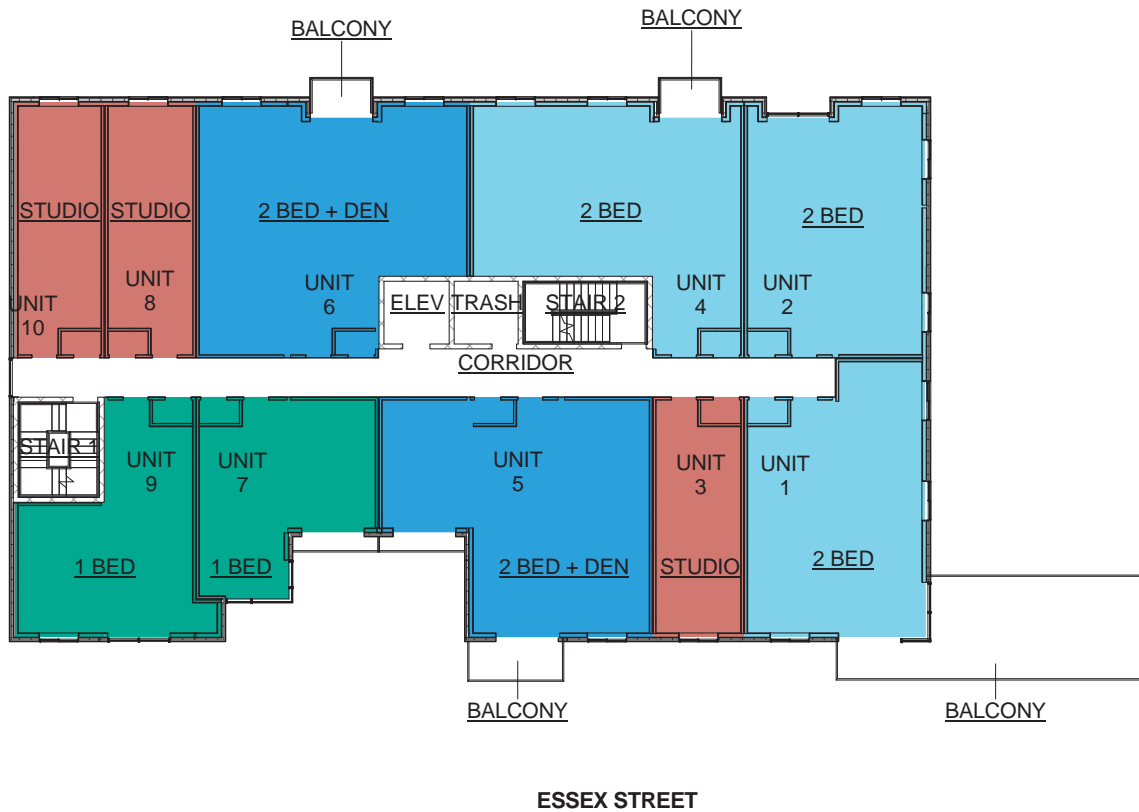 BALCONY
BALCONY
STUDIO
STUDIO
2 BED + DEN
2 BED
2 BED
UNIT
10
UNIT
8
UNIT
6
UNIT
4
UNIT
2
ELEV
TRASH
STAIR 2
CORRIDOR
STAIR 1
UNIT
9
UNIT
7
UNIT
5
UNIT
3
UNIT
1
1 BED
1 BED
2 BED + DEN
STUDIO
2 BED
BALCONY
BALCONY
ESSEX STREET